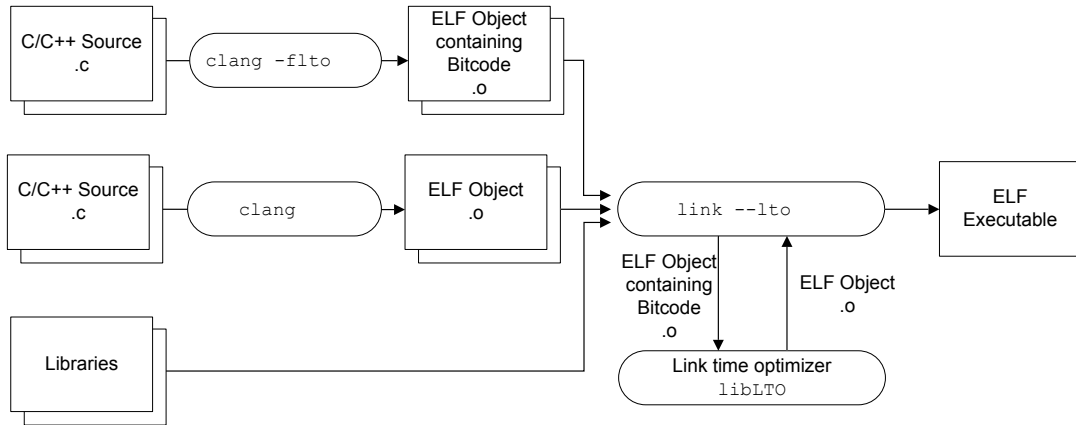 C/C++ Source
.c
clang -flto
ELF Object
containing
Bitcode
.o
C/C++ Source
.c
clang
ELF Object
.o
Libraries
link --lto
ELF
Executable
ELF Object
containing
Bitcode
.o
ELF Object
.o
Link time optimizer
libLTO